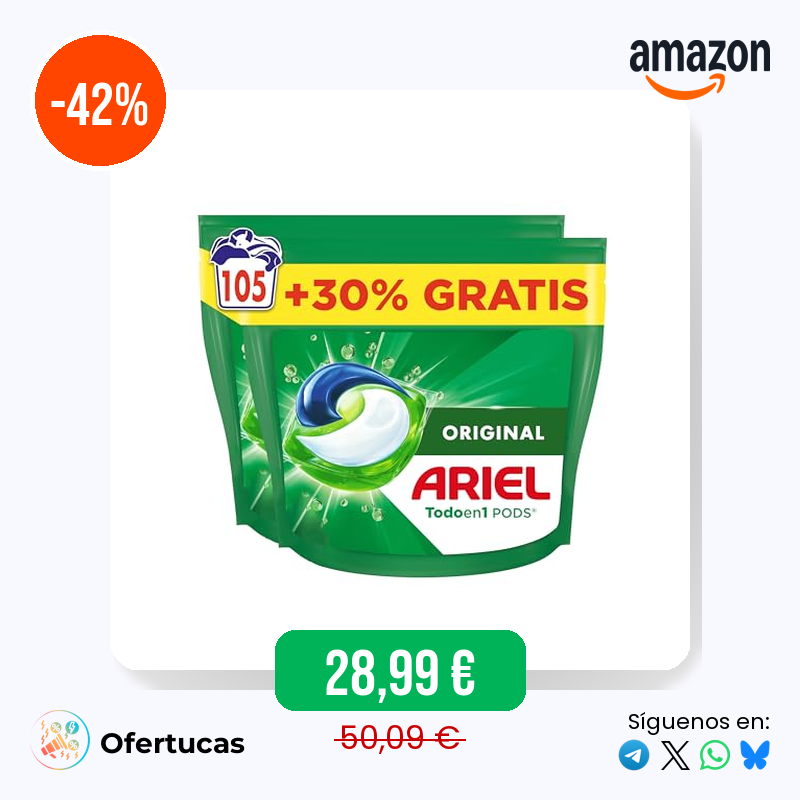 -42%
amazon
105
+30% GRATIS
ORIGINAL
ARIEL
Todoen1 PODS®
28,99 €
50,09 €
Ofertucas
Síguenos en: